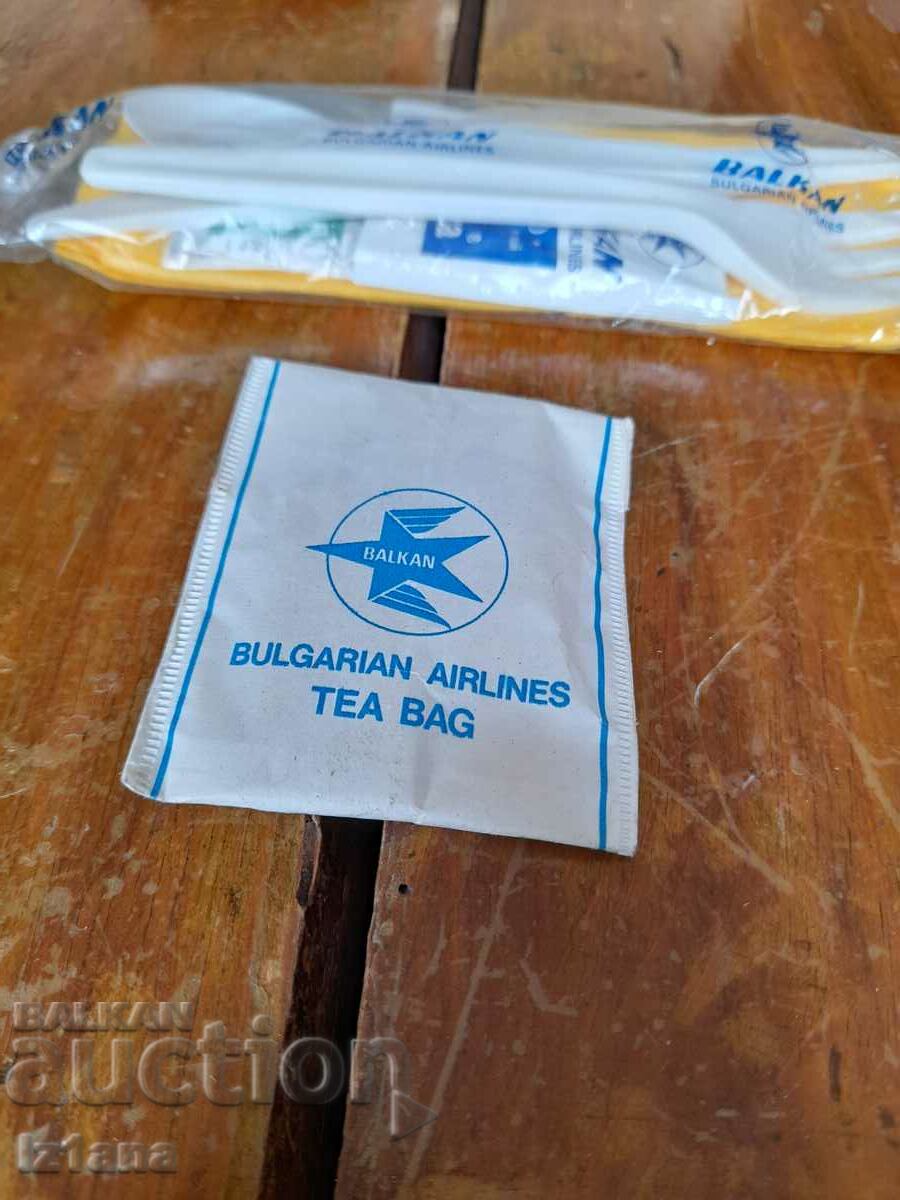 BALKAN
BULGARIAN AIRLINES
BALKAN
BULGARIAN AIRLINES
BALKAN
BULGARIAN AIRLINES
TEA BAG
BALKAN
auction
iz1ana